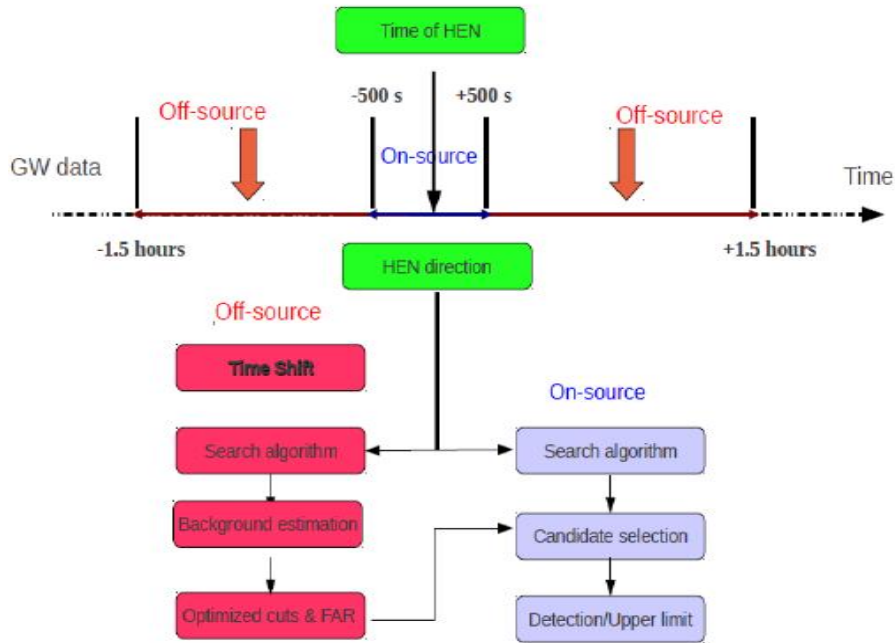 Time of HEN
-500 s
+500 s
Off-source
Off-source
On-source
GW data
Time
-1.5 hours
+1.5 hours
HEN direction
Off-source
Time Shift
On-source
Search algorithm
Search algorithm
Background estimation
Candidate selection
Optimized cuts & FAR
Detection/Upper limit